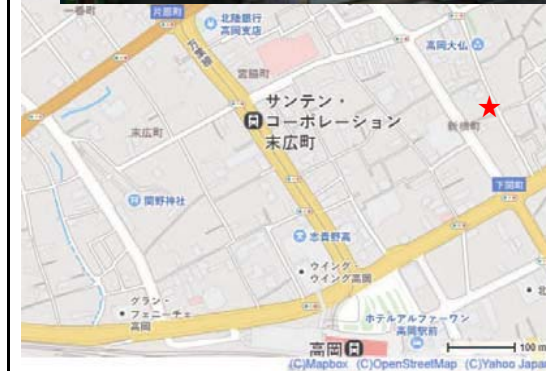 一番町
片原町
北陸銀行
高岡支店
高岡大仏
宮脇町
サンテン・
コーポレーション
末広町
新横町
末広町
下関町
関野神社
志貴野高
ウイング・
ウイング高岡
グラン・
フェニーチェ
高岡
ホテルアルファーワン
高岡駅前
高岡
100 m
(C)Mapbox (C)OpenStreetMap (C)Yahoo Japan